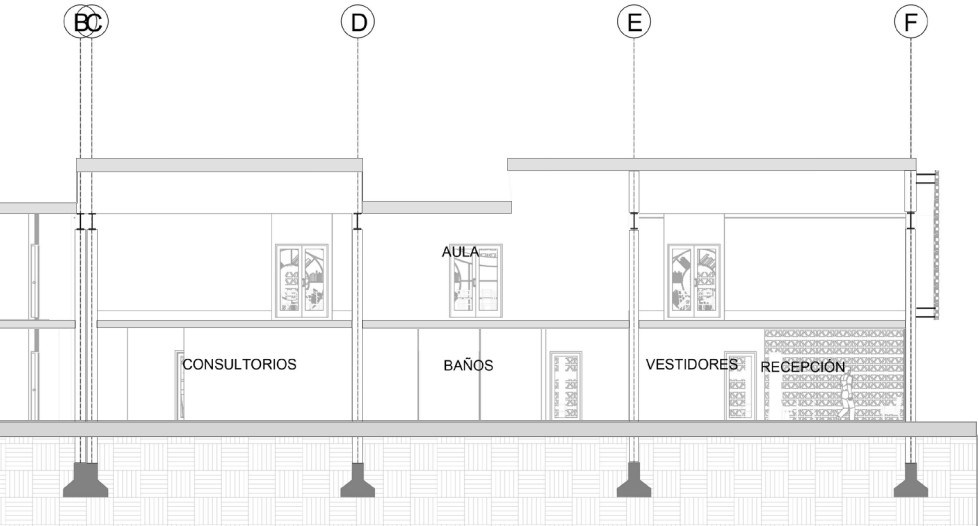 B
C
D
E
F
AULA
CONSULTORIOS
BAÑOS
VESTIDORES
RECEPCIÓN